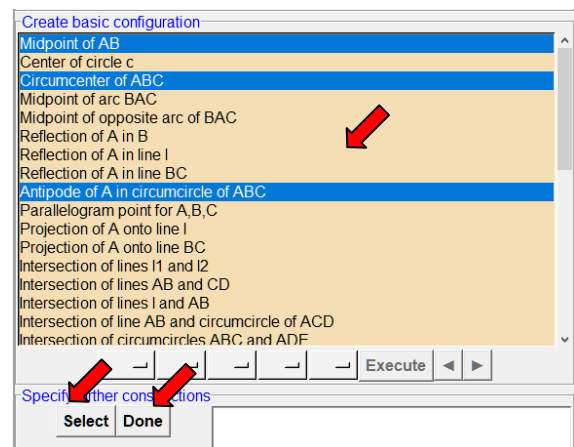 Create basic configuration
Midpoint of AB
Center of circle c
Circumcenter of ABC
Midpoint of arc BAC
Midpoint of opposite arc of BAC
Reflection of A in B
Reflection of A in line l
Reflection of A in line BC
Antipode of A in circumcircle of ABC
Parallelogram point for A,B,C
Projection of A onto line l
Projection of A onto line BC
Intersection of lines l1 and l2
Intersection of lines AB and CD
Intersection of lines l and AB
Intersection of line AB and circumcircle of ACD
Intersection of circumcircles ABC and ADE
Execute
Specify further constructions
Select Done